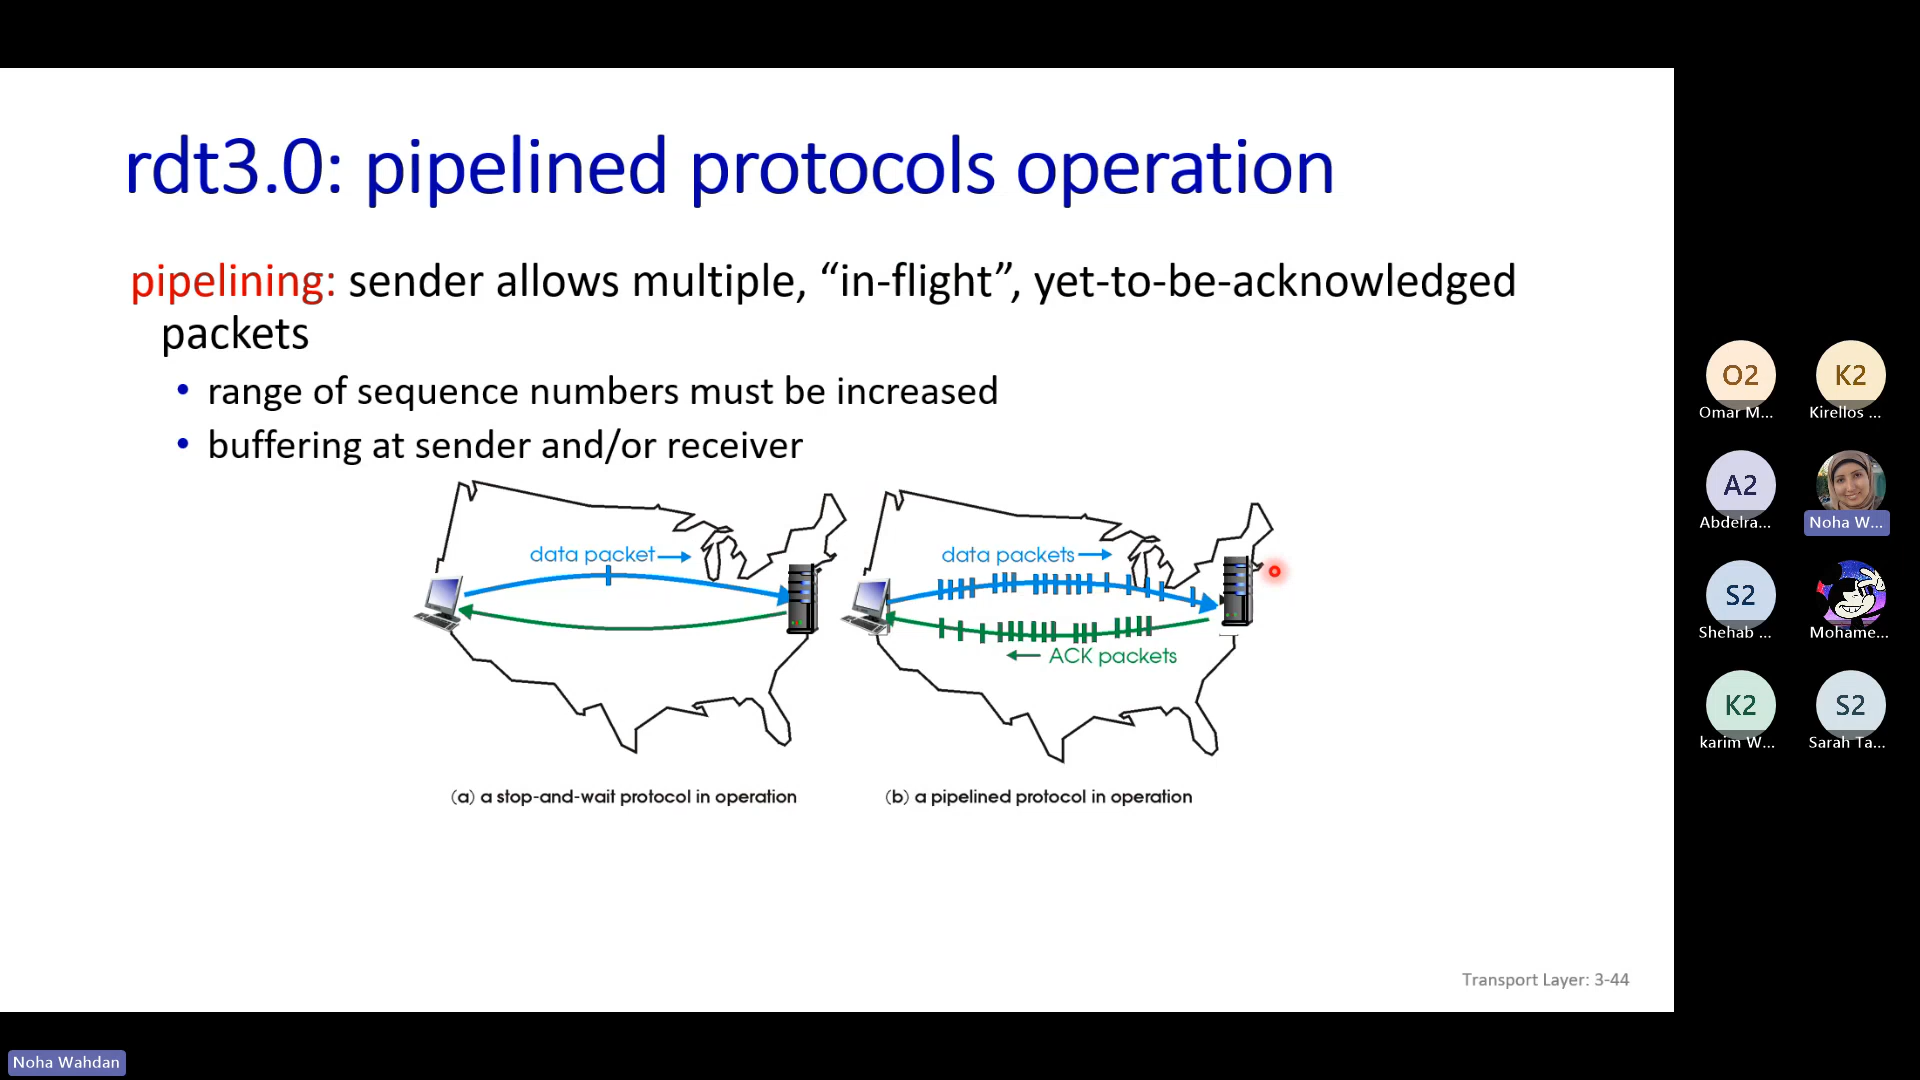 rdt3.0: pipelined protocols operation
pipelining: sender allows multiple, “in-flight”, yet-to-be-acknowledged
packets
• range of sequence numbers must be increased
• buffering at sender and/or receiver
data packet
data packets
ACK packets
(a) a stop-and-wait protocol in operation
(b) a pipelined protocol in operation
Transport Layer: 3-44
O2
K2
Omar M...
Kirellos ...
A2
Abdelra...
Noha W...
S2
Shehab ...
Mohame...
K2
S2
karim W...
Sarah Ta...
Noha Wahdan